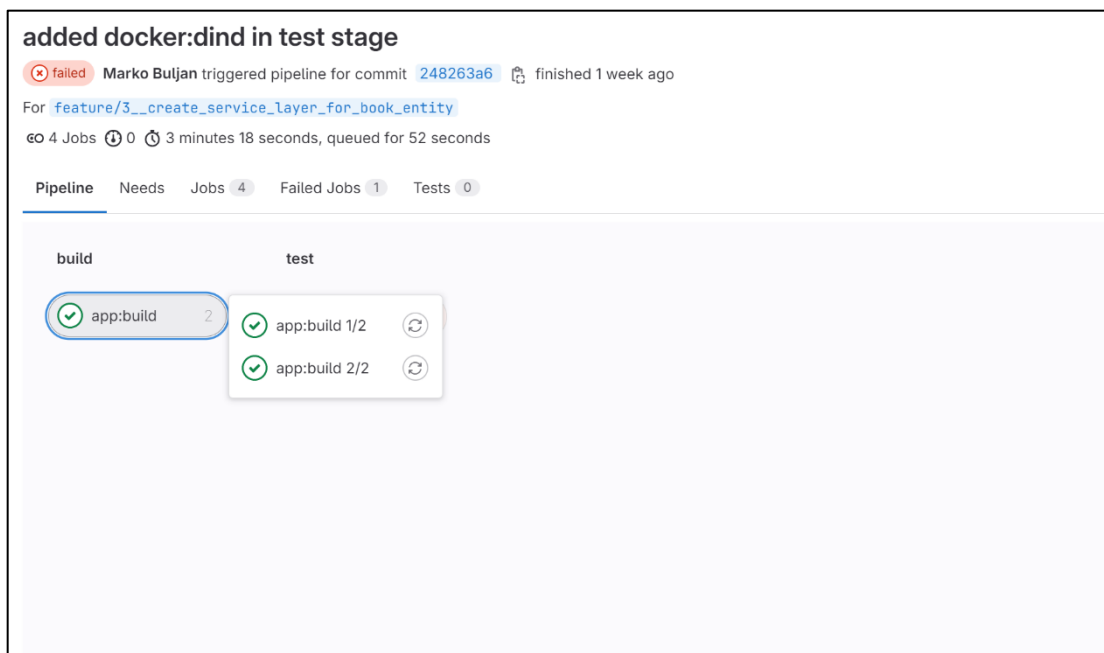 added docker:dind in test stage
failed Marko Buljan triggered pipeline for commit 248263a6 finished 1 week ago
For feature/3__create_service_layer_for_book_entity
4 Jobs 0 3 minutes 18 seconds, queued for 52 seconds
Pipeline Needs Jobs 4 Failed Jobs 1 Tests 0
build test
app:build 2
app:build 1/2
app:build 2/2